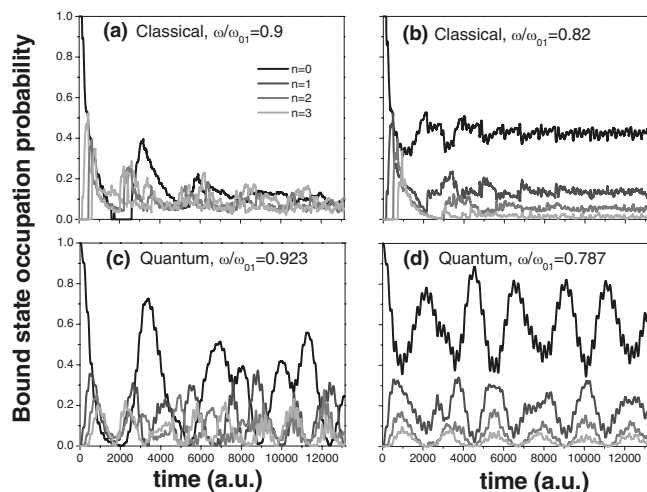 (a) Classical, ω/ω01=0.9
(b) Classical, ω/ω01=0.82
n=0
n=1
n=2
n=3
1.0
0.8
0.6
0.4
0.2
0.0
(c) Quantum, ω/ω01=0.923
(d) Quantum, ω/ω01=0.787
1.0
0.8
0.6
0.4
0.2
0.0
0 2000 4000 6000 8000 10000 12000
0 2000 4000 6000 8000 10000 12000
time (a.u.)
time (a.u.)
Bound state occupation probability